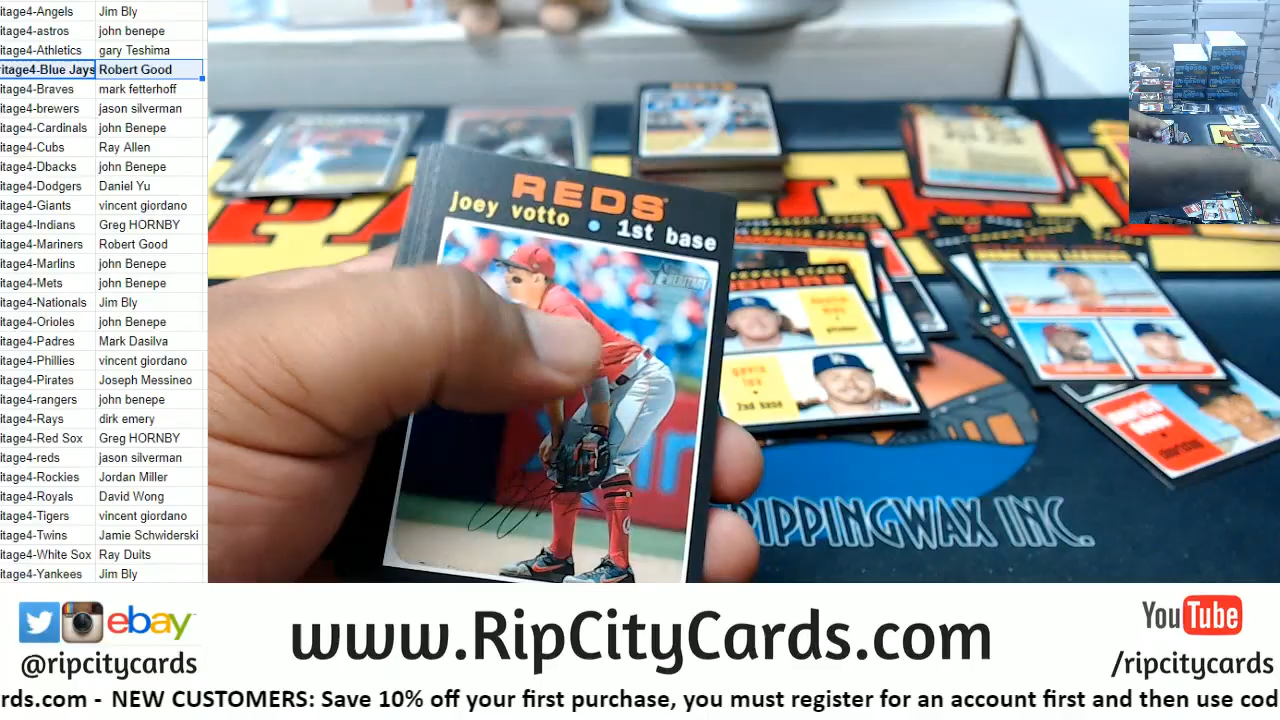 itage4-Angels Jim Bly
itage4-astros john benepe
itage4-Athletics gary Teshima
ritage4-Blue Jays Robert Good
itage4-Braves mark fetterhoff
itage4-brewers jason silverman
itage4-Cardinals john Benepe
itage4-Cubs Ray Allen
itage4-Dbacks john Benepe
itage4-Dodgers Daniel Yu
itage4-Giants vincent giordano
itage4-Indians Greg HORNBY
itage4-Mariners Robert Good
itage4-Marlins john Benepe
itage4-Mets john Benepe
itage4-Nationals Jim Bly
itage4-Orioles john Benepe
itage4-Padres Mark Dasilva
itage4-Phillies vincent giordano
itage4-Pirates Joseph Messineo
itage4-rangers john benepe
itage4-Rays dirk emery
itage4-Red Sox Greg HORNBY
itage4-reds jason silverman
itage4-Rockies Jordan Miller
itage4-Royals David Wong
itage4-Tigers vincent giordano
itage4-Twins Jamie Schwiderski
itage4-White Sox Ray Duits
itage4-Yankees Jim Bly
REDS
joey votto • 1st base
HERITAGE
2nd base
RIPPINGWAX INC.
ebay
@ripcitycards
www.RipCityCards.com
YouTube
/ripcitycards
rds.com - NEW CUSTOMERS: Save 10% off your first purchase, you must register for an account first and then use cod